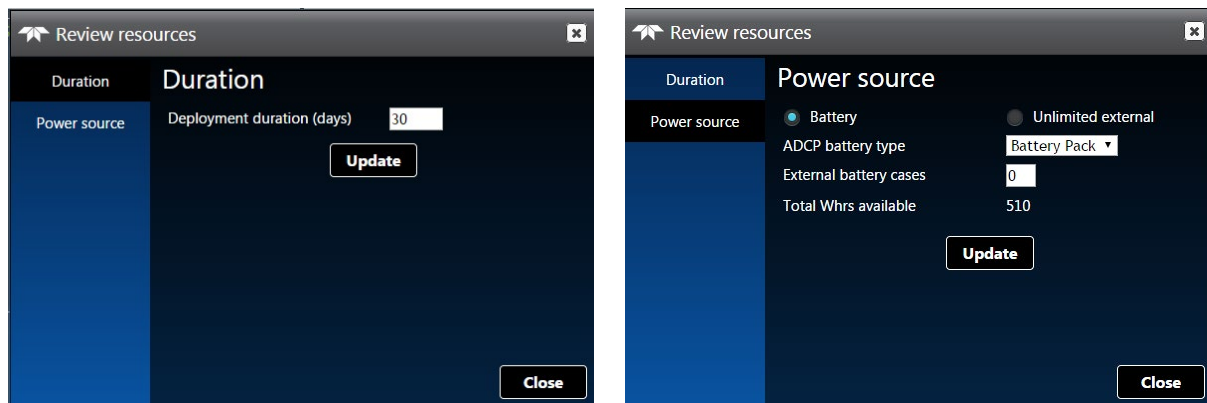 Review resources
Duration
Power source
Duration
Deployment duration (days) 30
Update
Close
Review resources
Duration
Power source
Power source
Battery Unlimited external
ADCP battery type Battery Pack
External battery cases 0
Total Whrs available 510
Update
Close